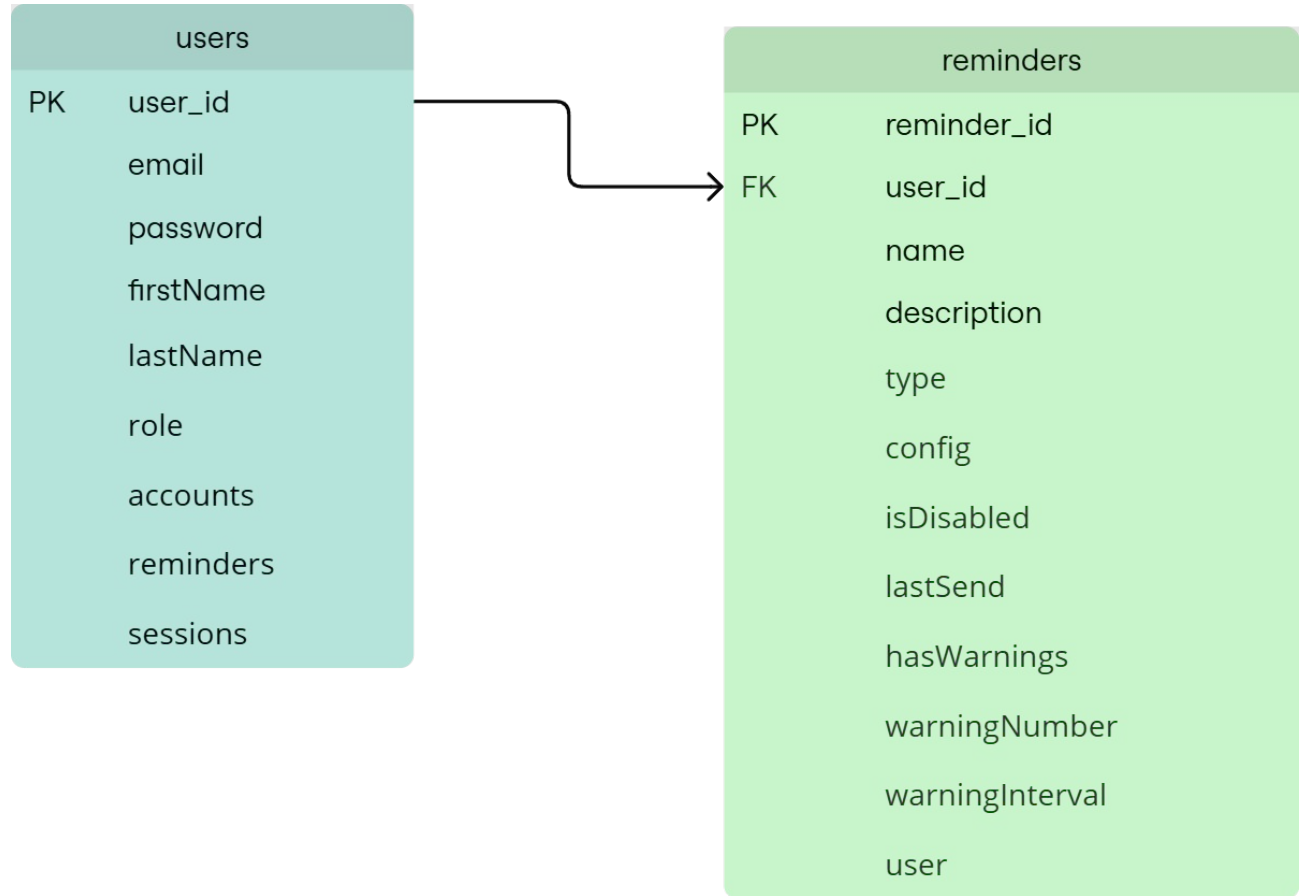 users
PK user_id
email
password
firstName
lastName
role
accounts
reminders
sessions
reminders
PK reminder_id
FK user_id
name
description
type
config
isDisabled
lastSend
hasWarnings
warningNumber
warningInterval
user